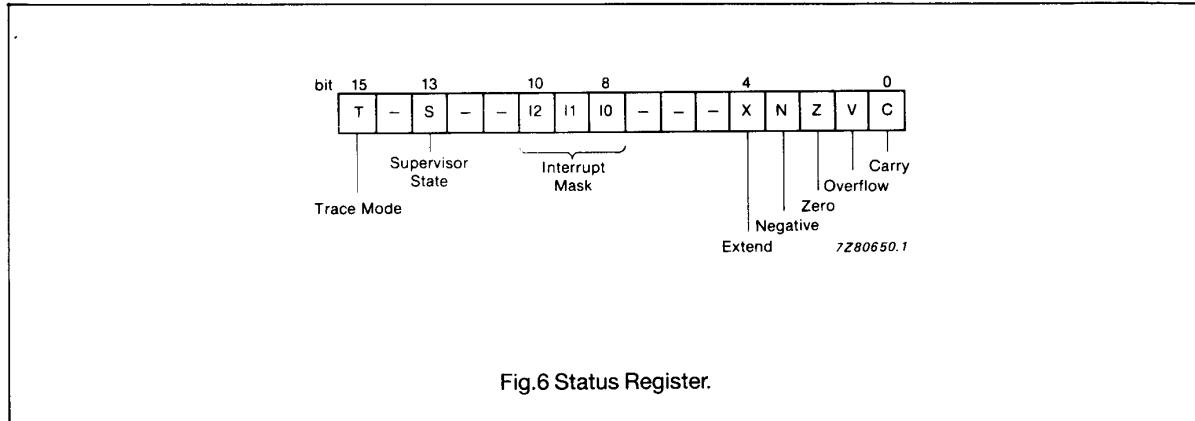 bit 15 13 10 8 4 0
T – S – – I2 I1 I0 – – – X N Z V C
Supervisor State
Interrupt Mask
Carry
Overflow
Trace Mode
Zero
Negative
Extend
7Z80650.1
Fig.6 Status Register.